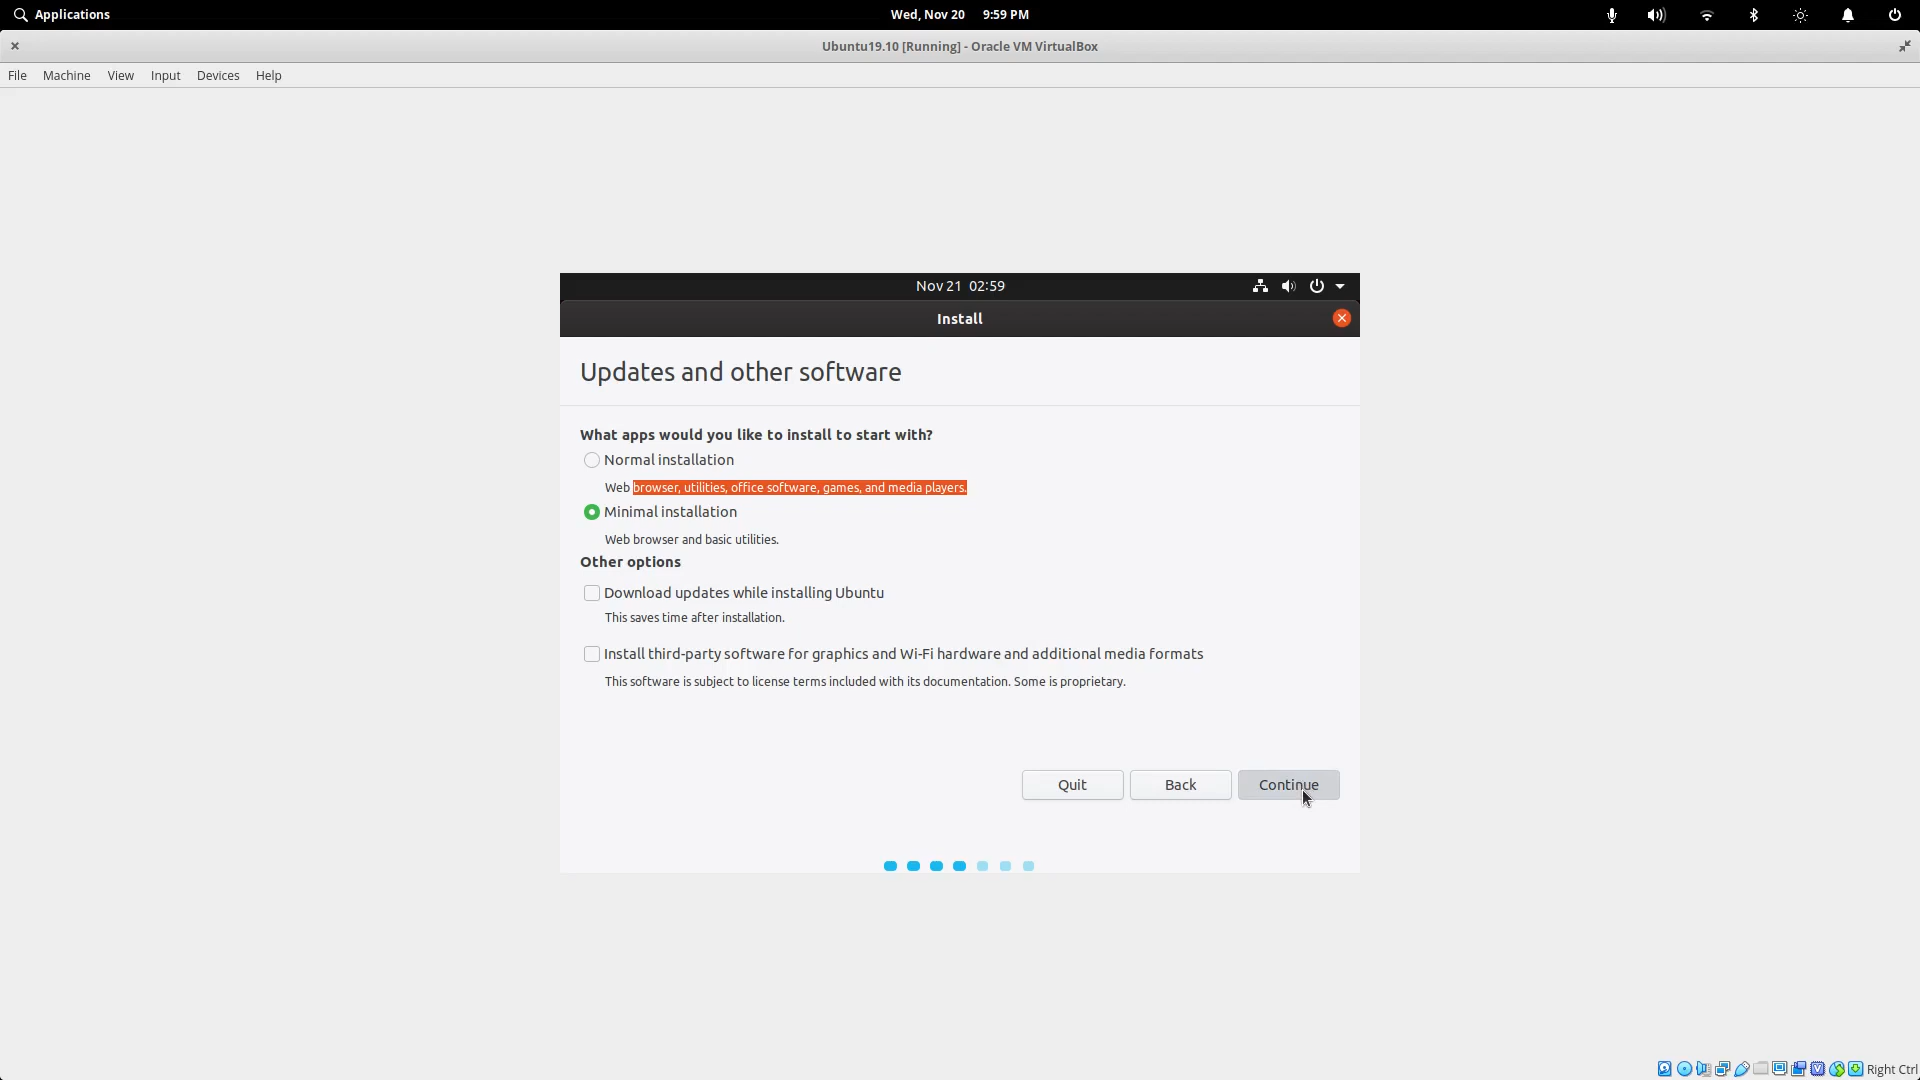 Applications
Wed, Nov 20 9:59 PM
Ubuntu19.10 [Running] - Oracle VM VirtualBox
File Machine View Input Devices Help
Nov 21 02:59
Install
Updates and other software
What apps would you like to install to start with?
Normal installation
Web browser, utilities, office software, games, and media players.
Minimal installation
Web browser and basic utilities.
Other options
Download updates while installing Ubuntu
This saves time after installation.
Install third-party software for graphics and Wi-Fi hardware and additional media formats
This software is subject to license terms included with its documentation. Some is proprietary.
Quit Back Continue
Right Ctrl